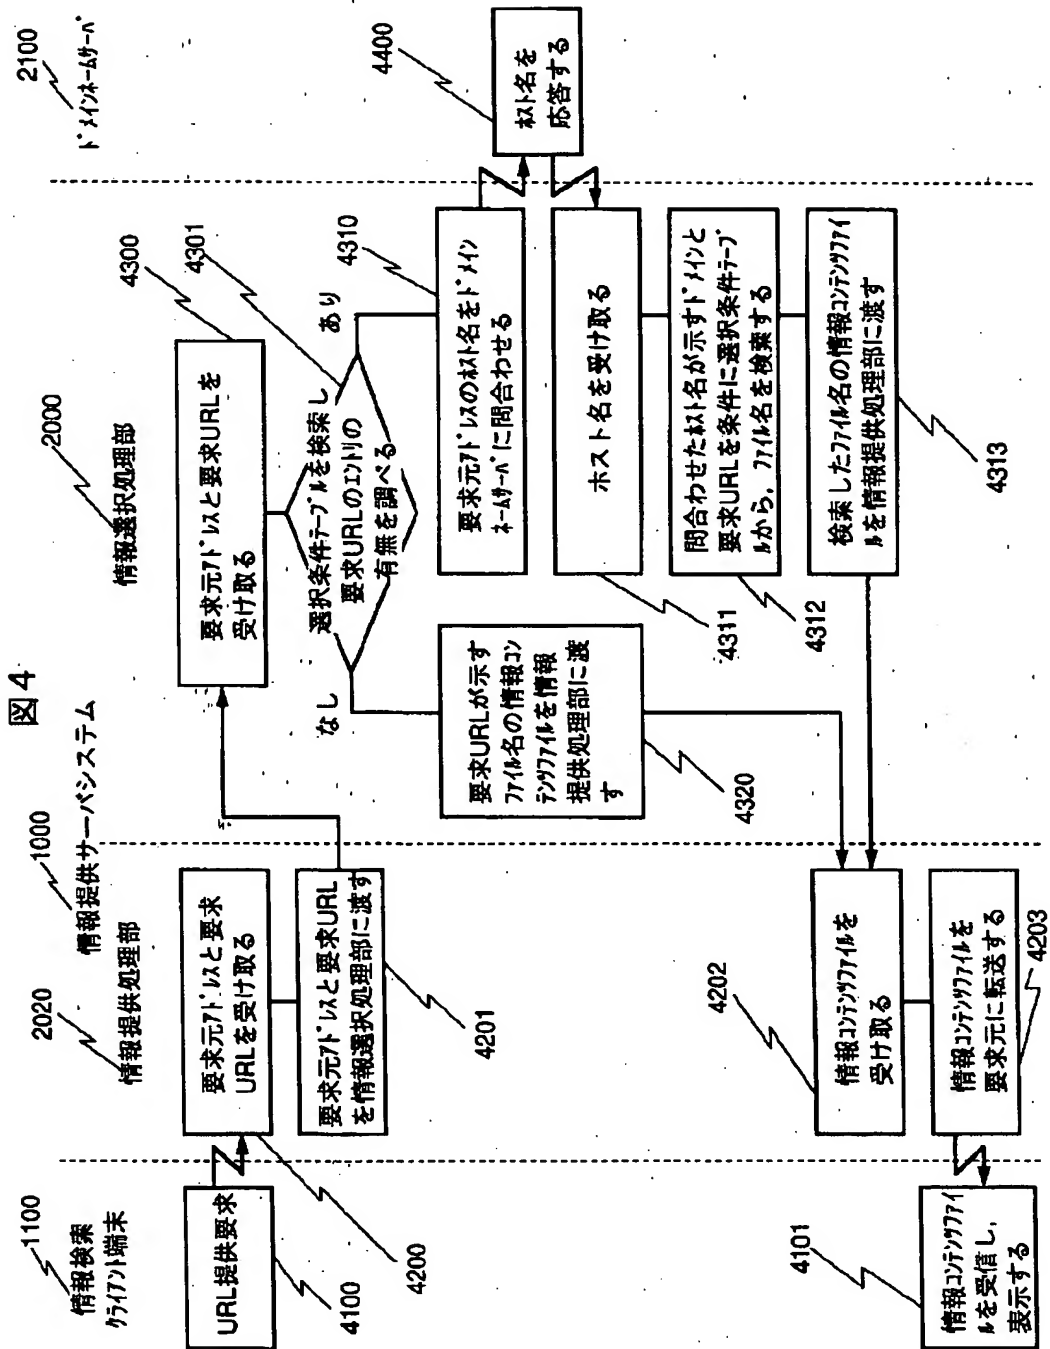 図4
1100
情報検索
クライアント端末
1000
情報提供サーバシステム
2020
情報提供処理部
2000
情報選択処理部
2100
ドメインネームサーバ
URL提供要求
4100
要求元アドレスと要求
URLを受け取る
4200
要求元アドレスと要求URL
を情報選択処理部に渡す
4201
要求元アドレスと要求URLを
受け取る
4300
選択条件テーブルを検索し
要求URLのエントリの
有無を調べる
4301
なし
あり
要求URLが示す
ファイル名の情報コン
テンツファイルを情報
提供処理部に渡
す
4320
要求元アドレスのホスト名をドメイン
ネームサーバに問合わせる
4310
ホスト名を
応答する
4400
ホスト名を受け取る
4311
問合わせたホスト名が示すドメインと
要求URLを条件に選択条件テーブ
ルから，ファイル名を検索する
4312
検索したファイル名の情報コンテンツファイ
ルを情報提供処理部に渡す
4313
情報コンテンツファイルを
受け取る
4202
情報コンテンツファイルを
要求元に転送する
4203
情報コンテンツファイ
ルを受信し，
表示する
4101